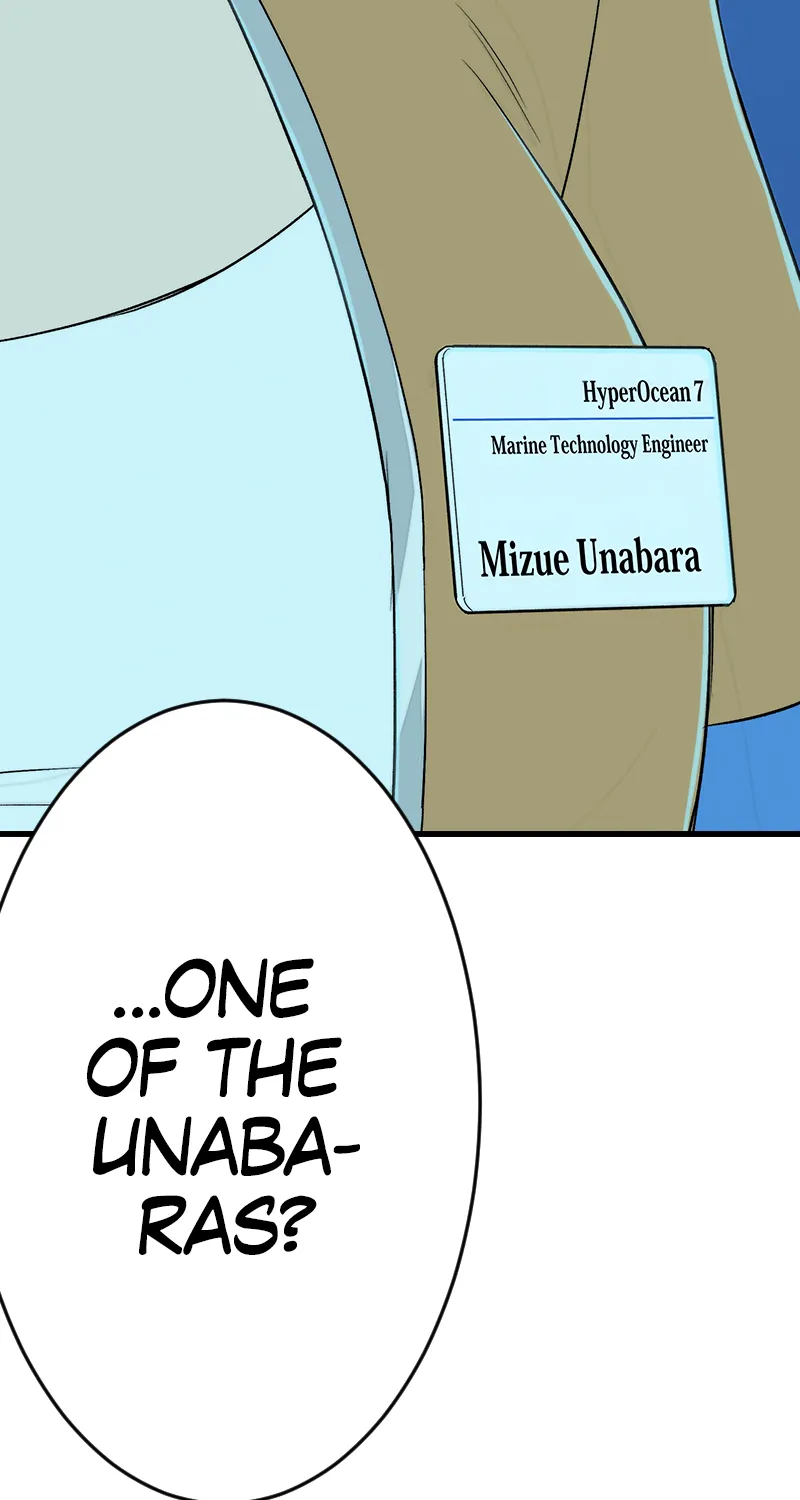 HyperOcean 7
Marine Technology Engineer
Mizue Unabara
...ONE
OF THE
UNABA-
RAS?